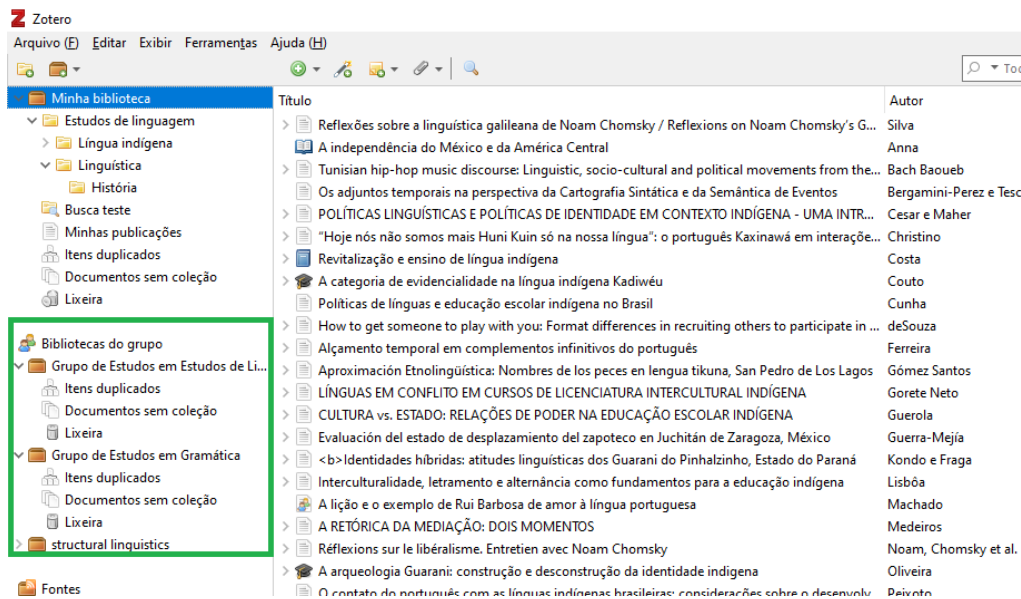 Zotero
Arquivo (F) Editar Exibir Ferramentas Ajuda (H)
Toc
Minha biblioteca
Estudos de linguagem
Língua indígena
Linguística
História
Busca teste
Minhas publicações
Itens duplicados
Documentos sem coleção
Lixeira
Bibliotecas do grupo
Grupo de Estudos em Estudos de Li...
Itens duplicados
Documentos sem coleção
Lixeira
Grupo de Estudos em Gramática
Itens duplicados
Documentos sem coleção
Lixeira
structural linguistics
Fontes
Título Autor
Reflexões sobre a linguística galileana de Noam Chomsky / Reflexions on Noam Chomsky's G... Silva
A independência do México e da América Central Anna
Tunisian hip-hop music discourse: Linguistic, socio-cultural and political movements from the... Bach Baoueb
Os adjuntos temporais na perspectiva da Cartografia Sintática e da Semântica de Eventos Bergamini-Perez e Tesc
POLÍTICAS LINGUÍSTICAS E POLÍTICAS DE IDENTIDADE EM CONTEXTO INDÍGENA - UMA INTR... Cesar e Maher
“Hoje nós não somos mais Huni Kuin só na nossa língua”: o português Kaxinawá em interaçõe... Christino
Revitalização e ensino de língua indígena Costa
A categoria de evidencialidade na língua indígena Kadiwéu Couto
Políticas de línguas e educação escolar indígena no Brasil Cunha
How to get someone to play with you: Format differences in recruiting others to participate in ... deSouza
Alçamento temporal em complementos infinitivos do português Ferreira
Aproximación Etnolingüística: Nombres de los peces en lengua tikuna, San Pedro de Los Lagos Gómez Santos
LÍNGUAS EM CONFLITO EM CURSOS DE LICENCIATURA INTERCULTURAL INDÍGENA Gorete Neto
CULTURA vs. ESTADO: RELAÇÕES DE PODER NA EDUCAÇÃO ESCOLAR INDÍGENA Guerola
Evaluación del estado de desplazamiento del zapoteco en Juchitán de Zaragoza, México Guerra-Mejía
<b>Identidades híbridas: atitudes linguísticas dos Guarani do Pinhalzinho, Estado do Paraná Kondo e Fraga
Interculturalidade, letramento e alternância como fundamentos para a educação indígena Lisbôa
A lição e o exemplo de Rui Barbosa de amor à língua portuguesa Machado
A RETÓRICA DA MEDIAÇÃO: DOIS MOMENTOS Medeiros
Réflexions sur le libéralisme. Entretien avec Noam Chomsky Noam, Chomsky et al.
A arqueologia Guarani: construção e desconstrução da identidade indigena Oliveira
O contato do português com as línguas indígenas brasileiras: considerações sobre o desenvolv... Peixoto